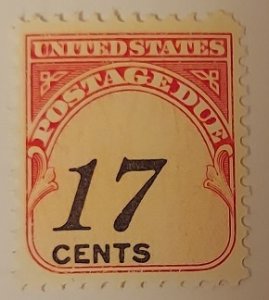 UNITED STATES
POSTAGE DUE
17
CENTS